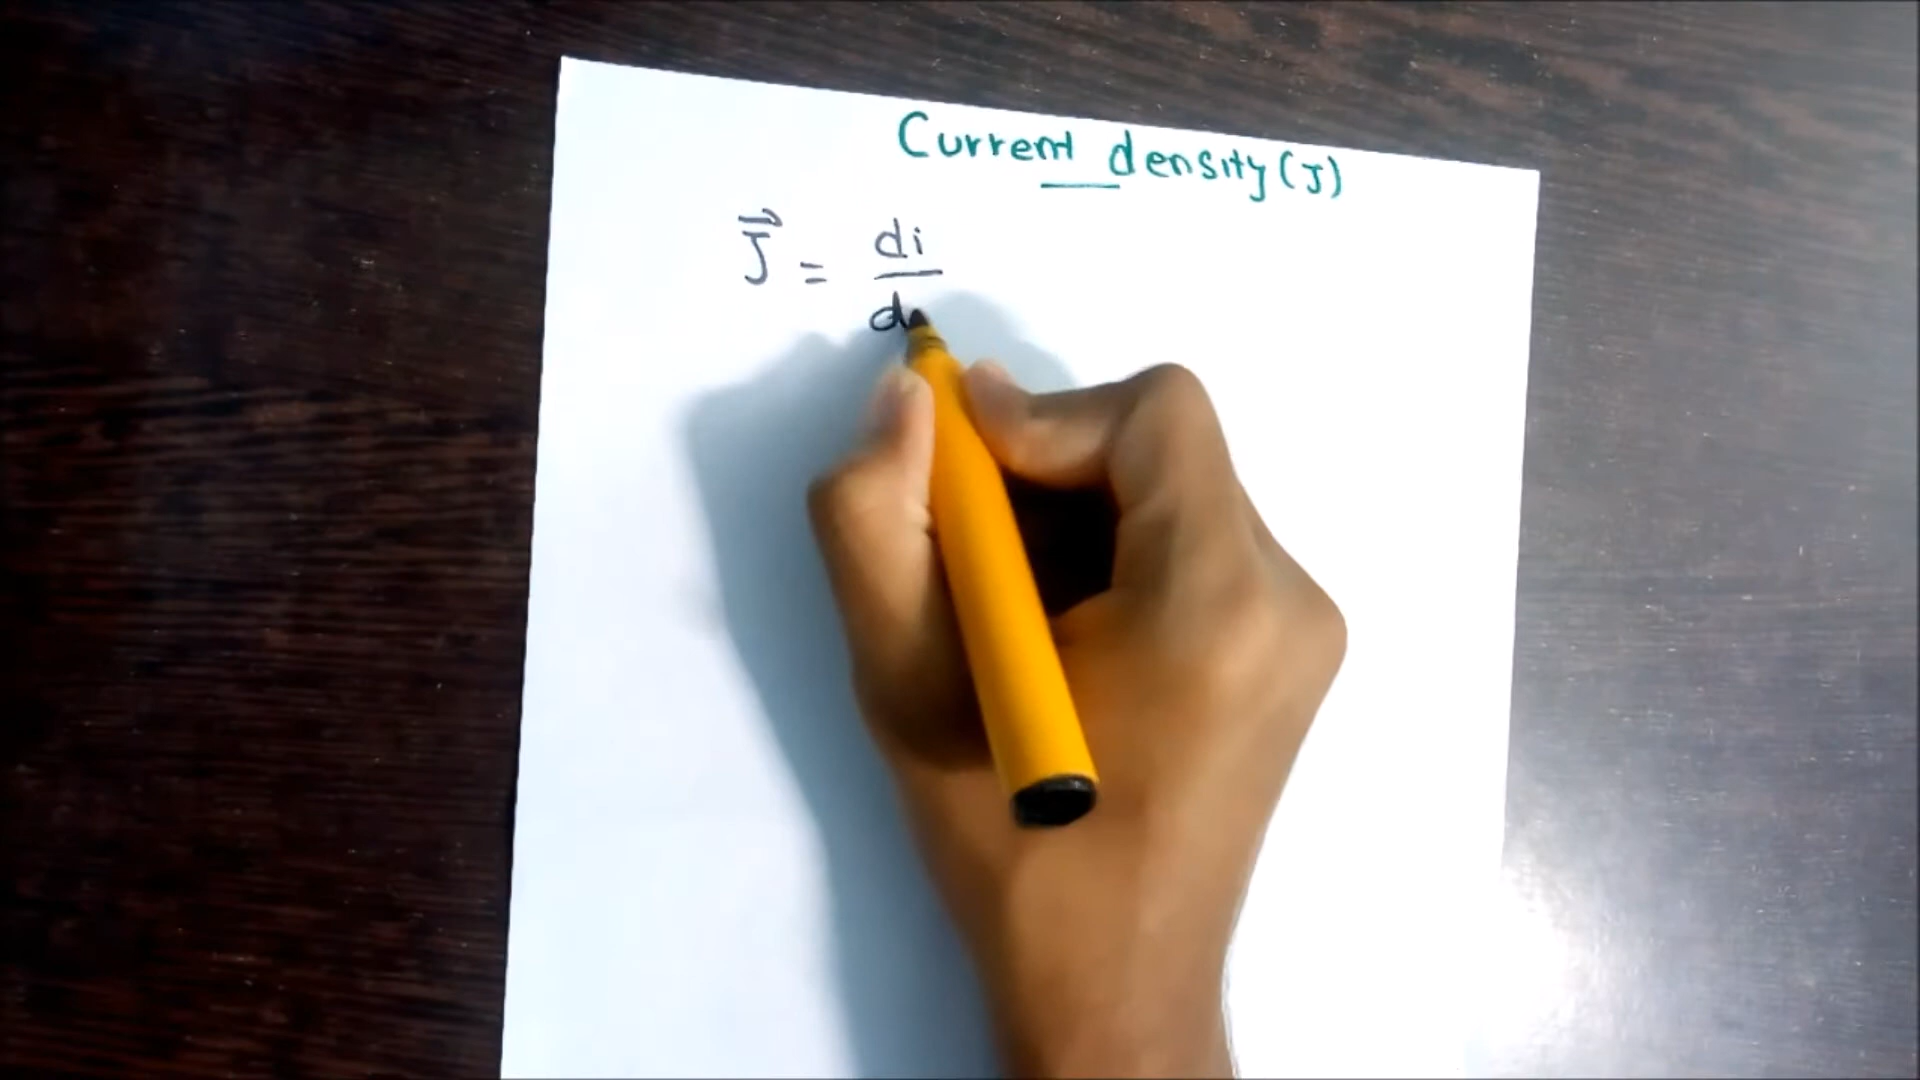 Current density (J)
J⃗ = di/d